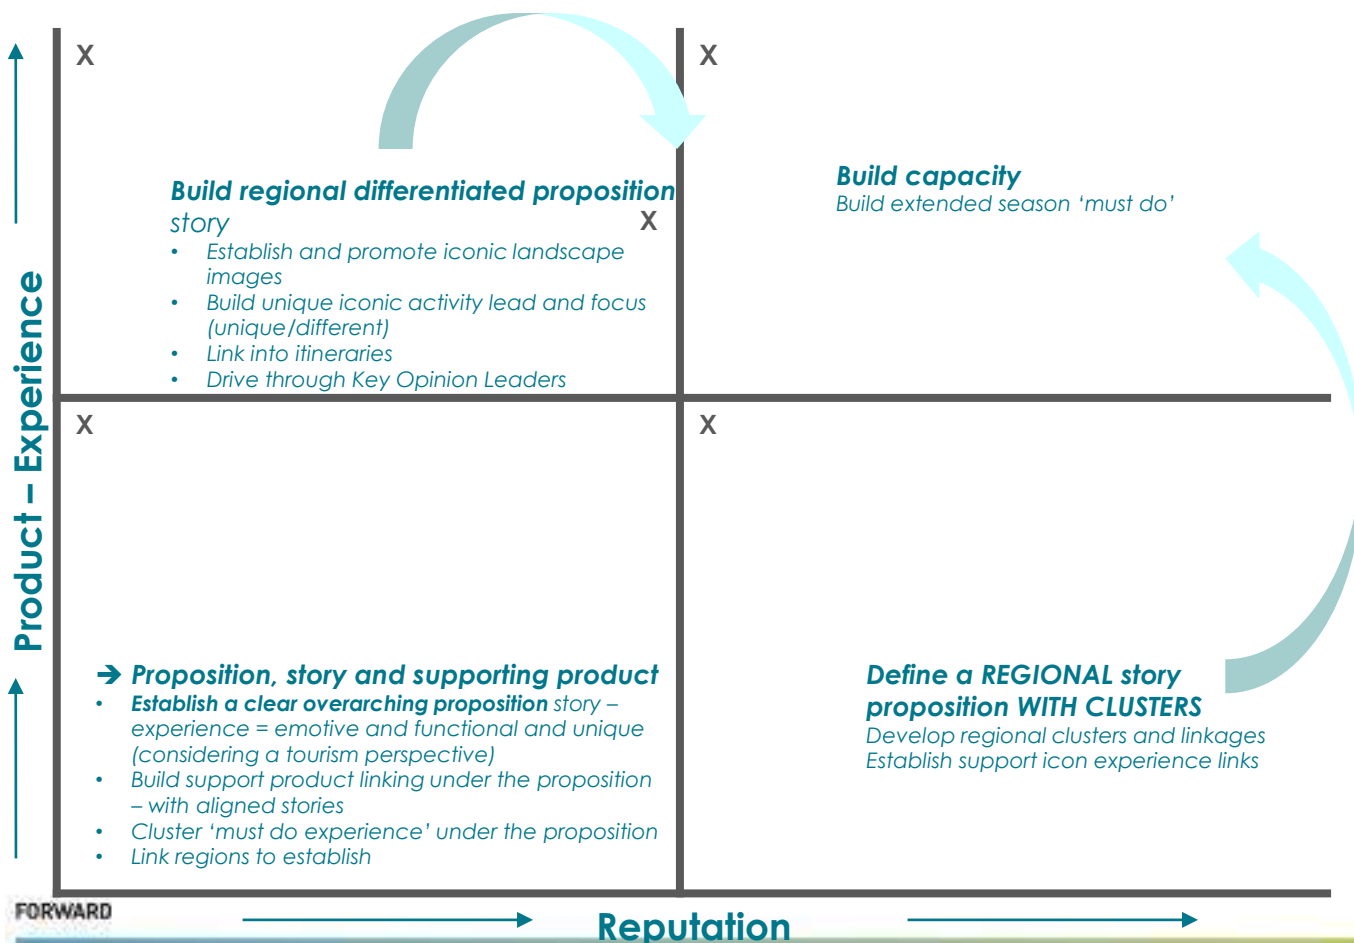 X
X
Build regional differentiated proposition
story
X
• Establish and promote iconic landscape
images
• Build unique iconic activity lead and focus
(unique/different)
• Link into itineraries
• Drive through Key Opinion Leaders
Build capacity
Build extended season ‘must do’
Product – Experience
X
X
➔ Proposition, story and supporting product
• Establish a clear overarching proposition story –
experience = emotive and functional and unique
(considering a tourism perspective)
• Build support product linking under the proposition
– with aligned stories
• Cluster ‘must do experience’ under the proposition
• Link regions to establish
Define a REGIONAL story
proposition WITH CLUSTERS
Develop regional clusters and linkages
Establish support icon experience links
FORWARD
Reputation